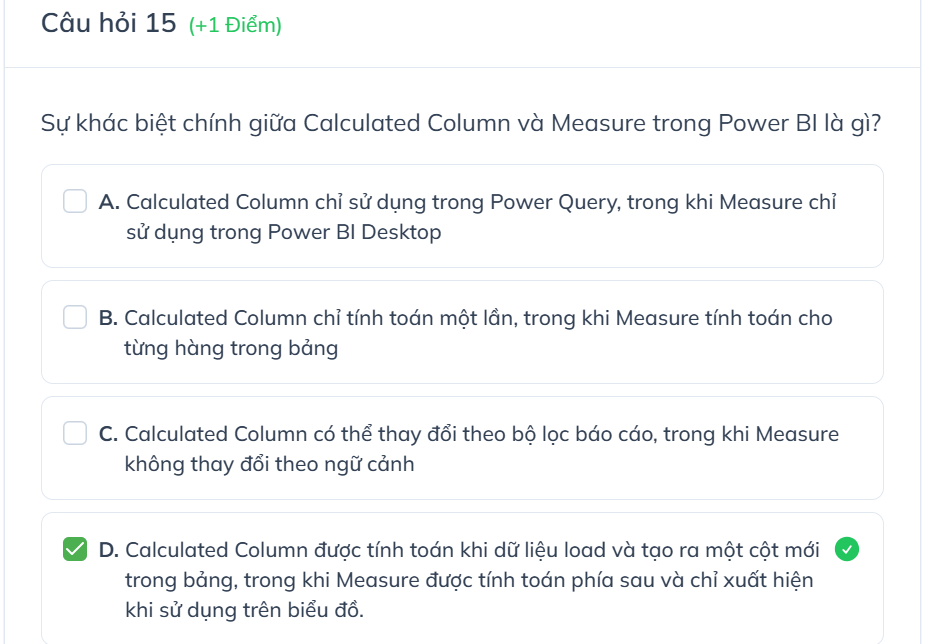 Câu hỏi 15 (+1 Điểm)
Sự khác biệt chính giữa Calculated Column và Measure trong Power BI là gì?
A. Calculated Column chỉ sử dụng trong Power Query, trong khi Measure chỉ
sử dụng trong Power BI Desktop
B. Calculated Column chỉ tính toán một lần, trong khi Measure tính toán cho
từng hàng trong bảng
C. Calculated Column có thể thay đổi theo bộ lọc báo cáo, trong khi Measure
không thay đổi theo ngữ cảnh
D. Calculated Column được tính toán khi dữ liệu load và tạo ra một cột mới
trong bảng, trong khi Measure được tính toán phía sau và chỉ xuất hiện
khi sử dụng trên biểu đồ.